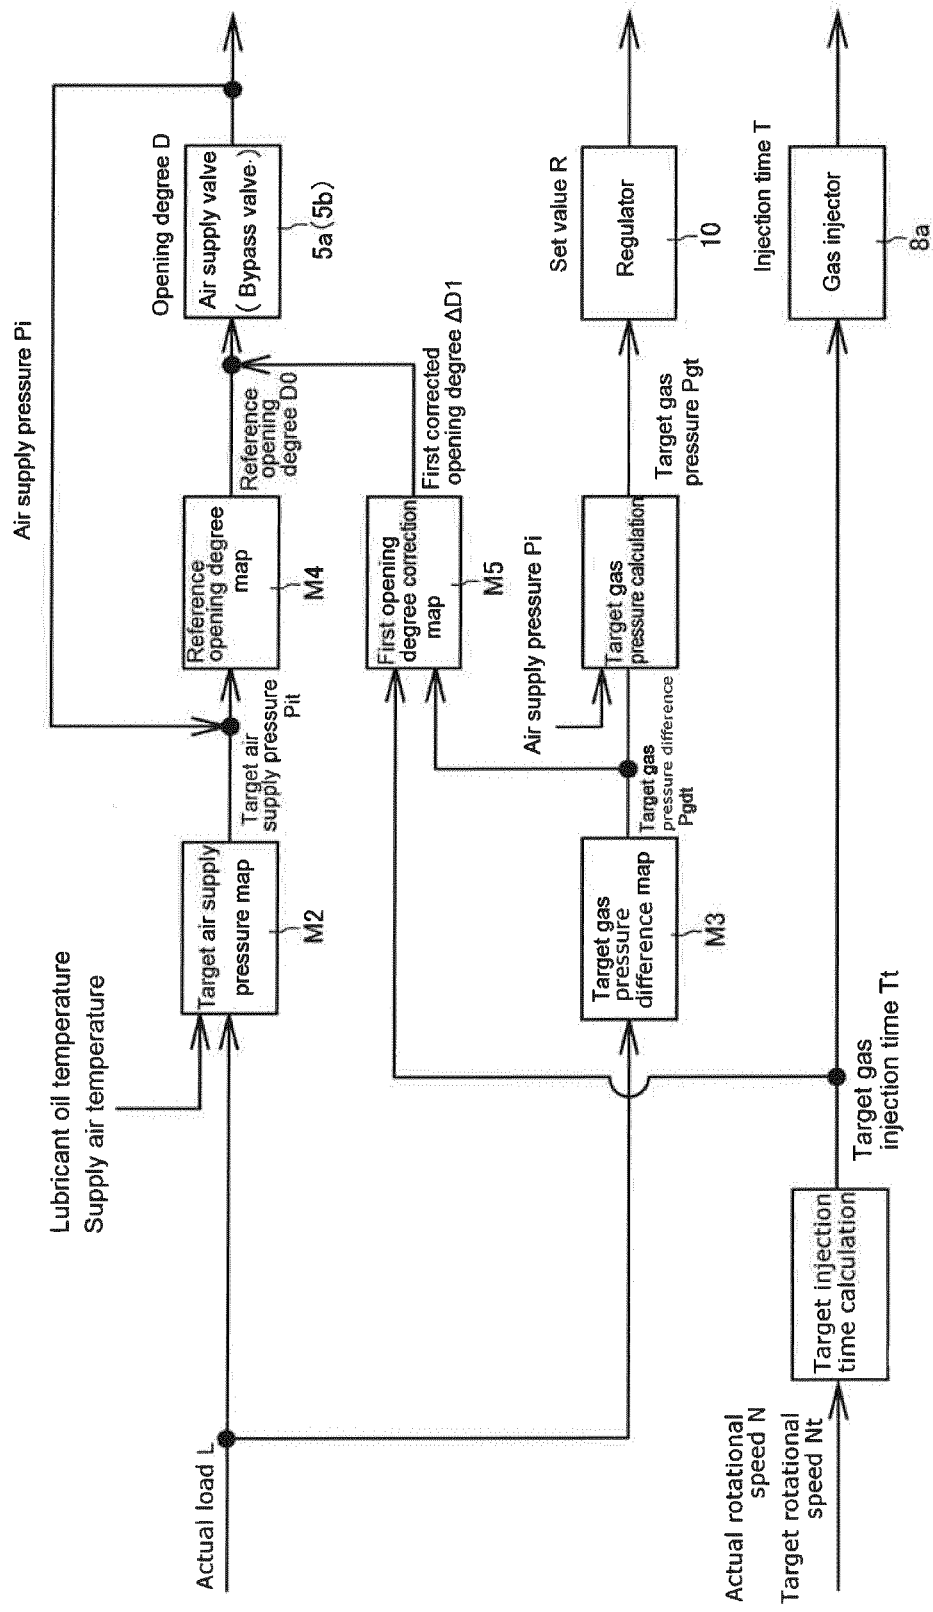 Air supply pressure Pi
Lubricant oil temperature
Supply air temperature
Actual load L
Target air supply
pressure map
M2
Target air
supply pressure
Pit
Reference
opening degree
map
M4
Reference
opening
degree D0
Opening degree D
Air supply valve
( Bypass valve. )
5a(5b)
First opening
degree correction
map
M5
First corrected
opening degree ΔD1
Target gas
pressure
difference map
M3
Target gas
pressure difference
Pgdt
Air supply pressure Pi
Target gas
pressure calculation
Target gas
pressure Pgt
Set value R
Regulator
10
Actual rotational
speed N
Target rotational
speed Nt
Target injection
time calculation
Target gas
injection time Tt
Injection time T
Gas injector
8a